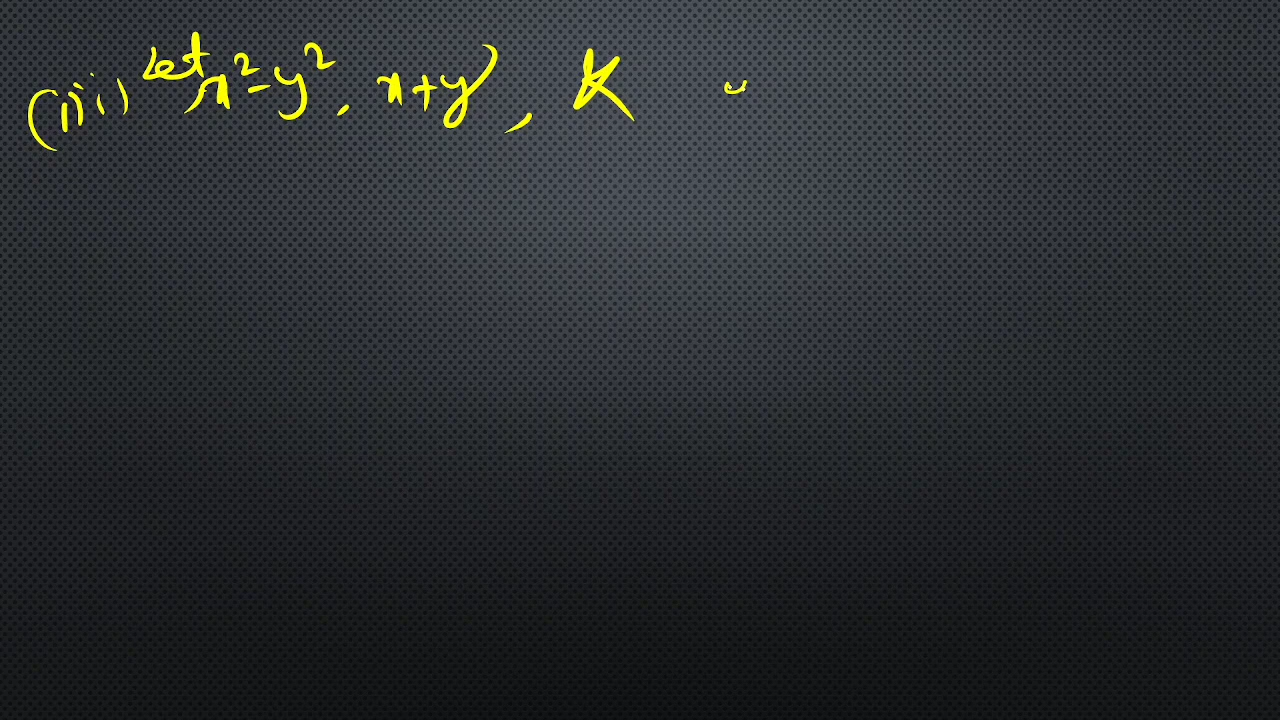 (iii) Let x² - y², x + y, K